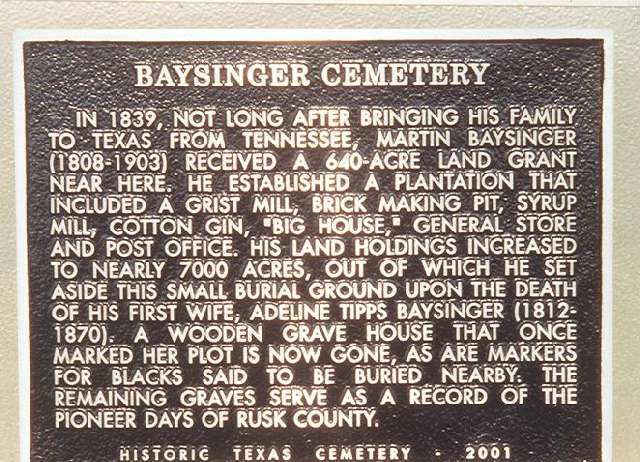 BAYSINGER CEMETERY
IN 1839, NOT LONG AFTER BRINGING HIS FAMILY
TO TEXAS FROM TENNESSEE, MARTIN BAYSINGER
(1808-1903) RECEIVED A 640-ACRE LAND GRANT
NEAR HERE. HE ESTABLISHED A PLANTATION THAT
INCLUDED A GRIST MILL, BRICK MAKING PIT, SYRUP
MILL, COTTON GIN, "BIG HOUSE," GENERAL STORE
AND POST OFFICE. HIS LAND HOLDINGS INCREASED
TO NEARLY 7000 ACRES, OUT OF WHICH HE SET
ASIDE THIS SMALL BURIAL GROUND UPON THE DEATH
OF HIS FIRST WIFE, ADELINE TIPPS BAYSINGER (1812-
1870). A WOODEN GRAVE HOUSE THAT ONCE
MARKED HER PLOT IS NOW GONE, AS ARE MARKERS
FOR BLACKS SAID TO BE BURIED NEARBY. THE
REMAINING GRAVES SERVE AS A RECORD OF THE
PIONEER DAYS OF RUSK COUNTY.
HISTORIC TEXAS CEMETERY - 2001